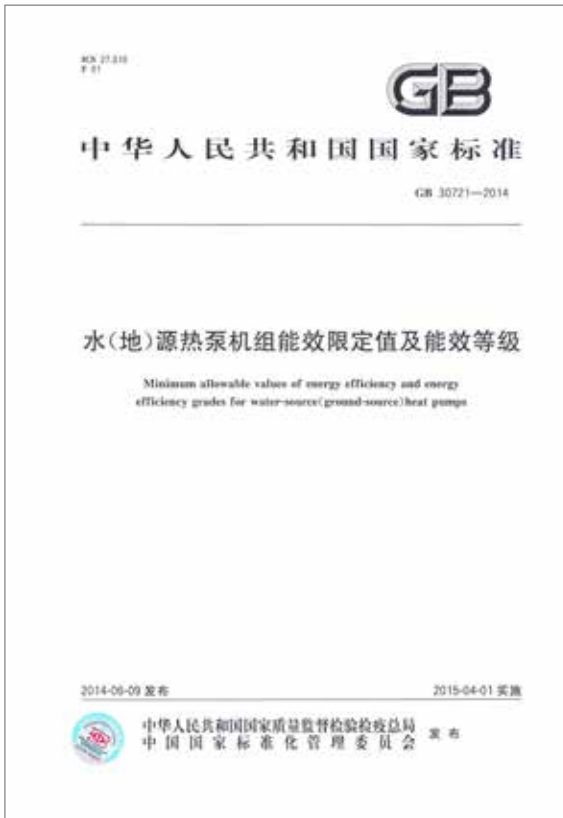 ICS 27.010
F 01
GB
中华人民共和国国家标准
GB 30721—2014
水(地)源热泵机组能效限定值及能效等级
Minimum allowable values of energy efficiency and energy
efficiency grades for water-source(ground-source)heat pumps
2014-06-09 发布
2015-04-01 实施
中华人民共和国国家质量监督检验检疫总局
中国国家标准化管理委员会
发布